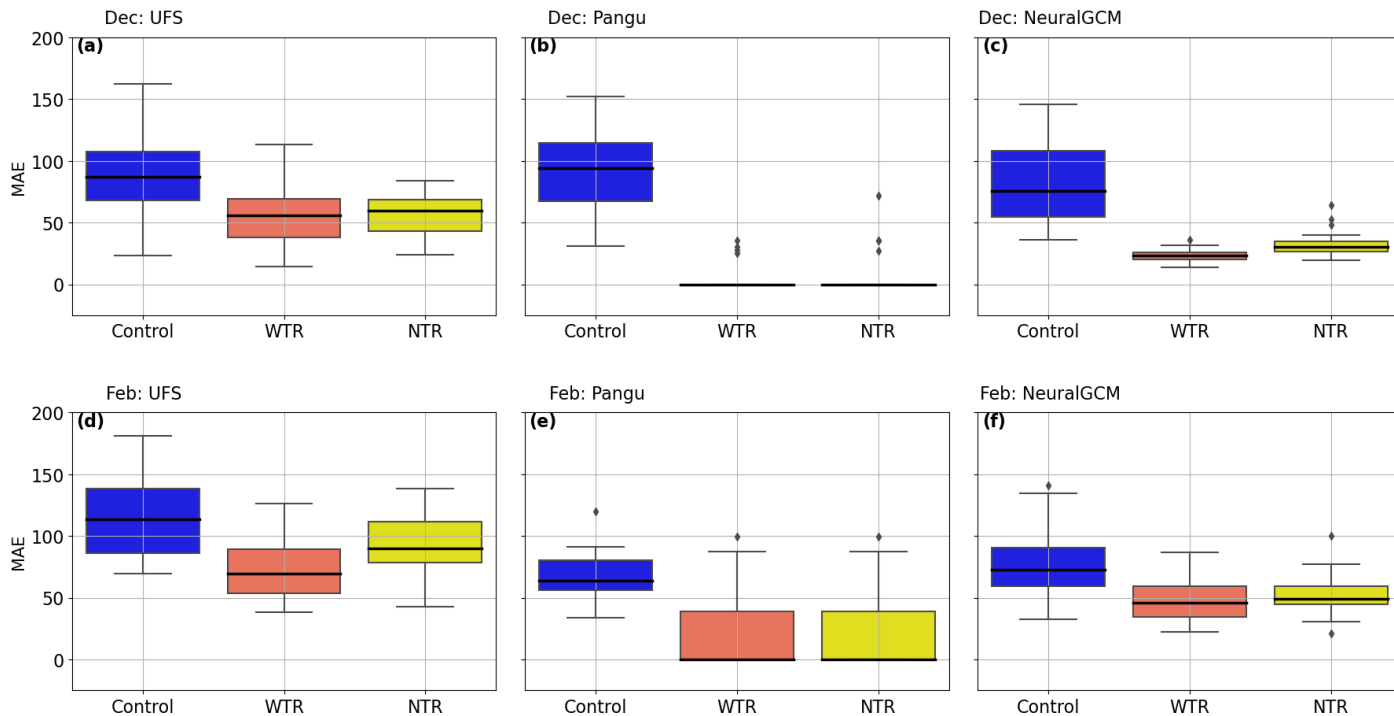 Dec: UFS
Dec: Pangu
Dec: NeuralGCM
(a)
(b)
(c)
200
150
100
50
0
MAE
Control WTR NTR
Control WTR NTR
Control WTR NTR
Feb: UFS
Feb: Pangu
Feb: NeuralGCM
(d)
(e)
(f)
200
150
100
50
0
MAE
Control WTR NTR
Control WTR NTR
Control WTR NTR